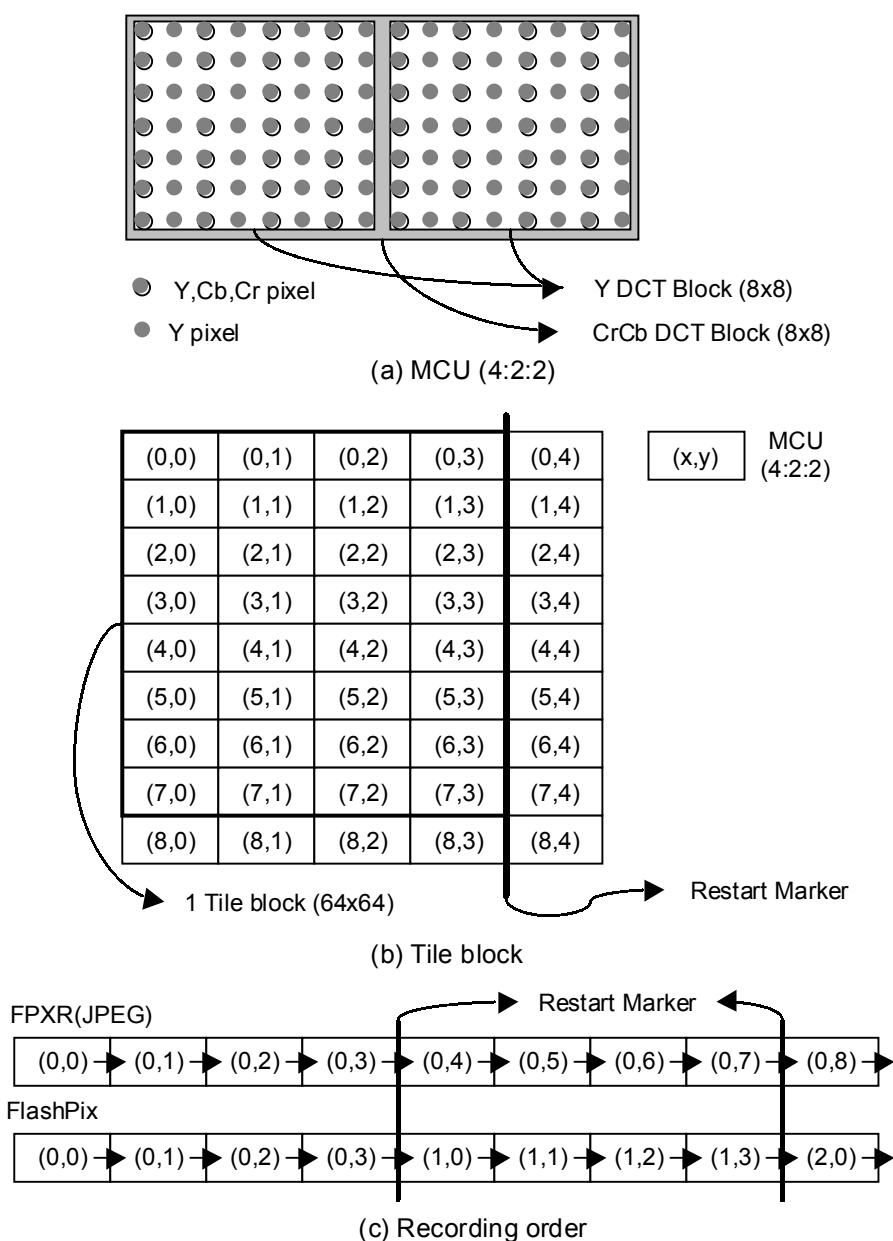 Y,Cb,Cr pixel
Y DCT Block (8x8)
Y pixel
CrCb DCT Block (8x8)
(a) MCU (4:2:2)
(0,0) (0,1) (0,2) (0,3) (0,4)
(x,y) MCU (4:2:2)
(1,0) (1,1) (1,2) (1,3) (1,4)
(2,0) (2,1) (2,2) (2,3) (2,4)
(3,0) (3,1) (3,2) (3,3) (3,4)
(4,0) (4,1) (4,2) (4,3) (4,4)
(5,0) (5,1) (5,2) (5,3) (5,4)
(6,0) (6,1) (6,2) (6,3) (6,4)
(7,0) (7,1) (7,2) (7,3) (7,4)
(8,0) (8,1) (8,2) (8,3) (8,4)
1 Tile block (64x64)
Restart Marker
(b) Tile block
Restart Marker
FPXR(JPEG)
(0,0) (0,1) (0,2) (0,3) (0,4) (0,5) (0,6) (0,7) (0,8)
FlashPix
(0,0) (0,1) (0,2) (0,3) (1,0) (1,1) (1,2) (1,3) (2,0)
(c) Recording order